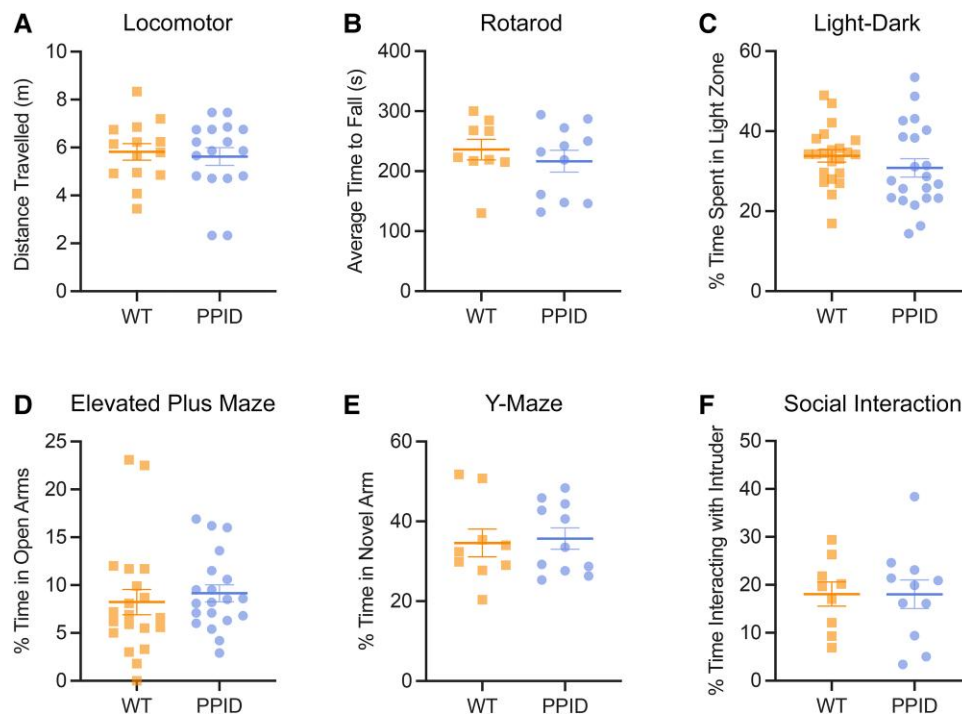 A Locomotor
Distance Travelled (m)
10
8
6
4
2
0
WT PPID
B Rotarod
Average Time to Fall (s)
400
300
200
100
0
WT PPID
C Light-Dark
% Time Spent in Light Zone
60
40
20
0
WT PPID
D Elevated Plus Maze
% Time in Open Arms
25
20
15
10
5
0
WT PPID
E Y-Maze
% Time in Novel Arm
60
40
20
0
WT PPID
F Social Interaction
% Time Interacting with Intruder
50
40
30
20
10
0
WT PPID